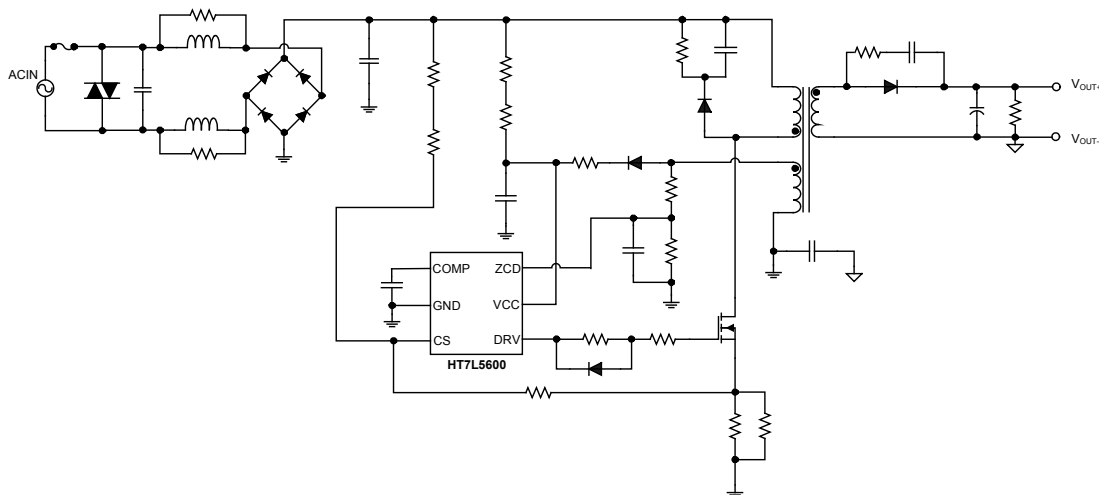 ACIN
VOUT+
VOUT-
COMP
ZCD
GND
VCC
CS
DRV
HT7L5600